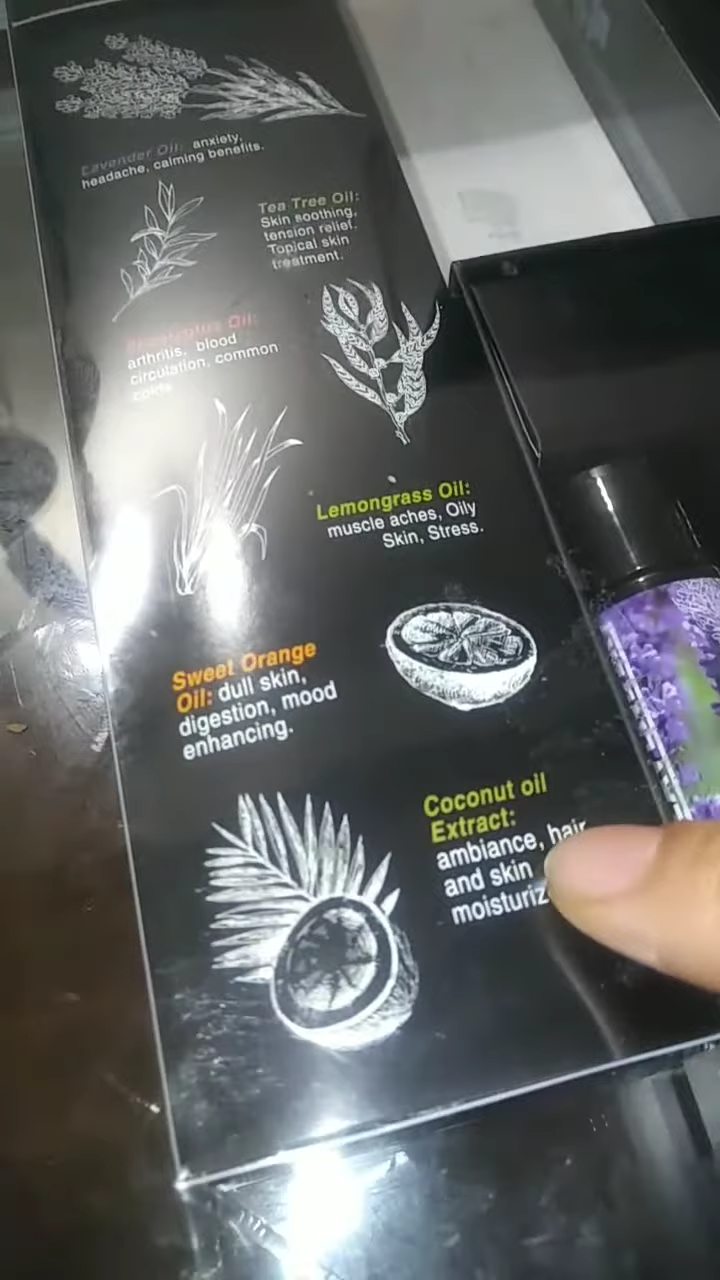 Lavender Oil: anxiety,
headache, calming benefits.
Tea Tree Oil:
Skin soothing,
tension relief.
Topical skin
treatment.
Eucalyptus Oil:
arthritis, blood
circulation, common
colds
Lemongrass Oil:
muscle aches, Oily
Skin, Stress.
Sweet Orange
Oil: dull skin,
digestion, mood
enhancing.
Coconut oil
Extract:
ambiance, hair
and skin